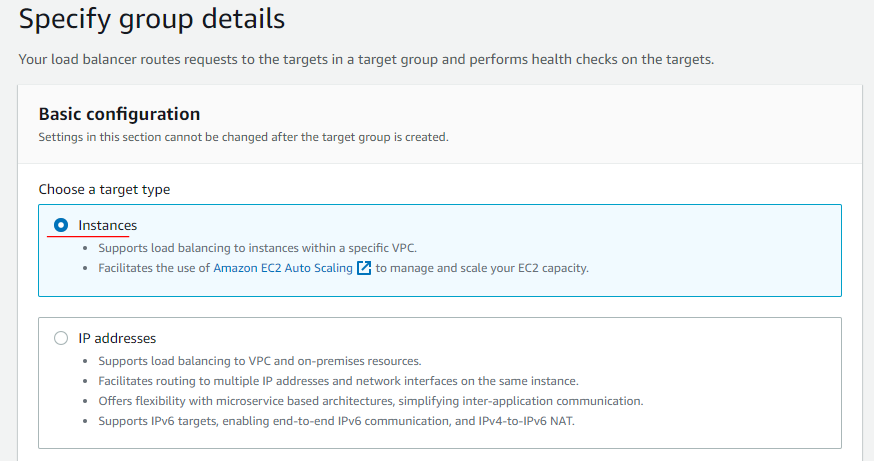 Specify group details
Your load balancer routes requests to the targets in a target group and performs health checks on the targets.
Basic configuration
Settings in this section cannot be changed after the target group is created.
Choose a target type
Instances
Supports load balancing to instances within a specific VPC.
Facilitates the use of Amazon EC2 Auto Scaling to manage and scale your EC2 capacity.
IP addresses
Supports load balancing to VPC and on-premises resources.
Facilitates routing to multiple IP addresses and network interfaces on the same instance.
Offers flexibility with microservice based architectures, simplifying inter-application communication.
Supports IPv6 targets, enabling end-to-end IPv6 communication, and IPv4-to-IPv6 NAT.